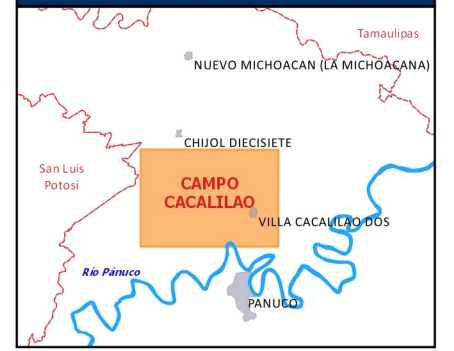 Tamaulipas
NUEVO MICHOACAN (LA MICHOACANA)
CHIJOL DIECISIETE
San Luis
Potosí
CAMPO
CACALILAO
VILLA CACALILAO DOS
Río Pánuco
PANUCO